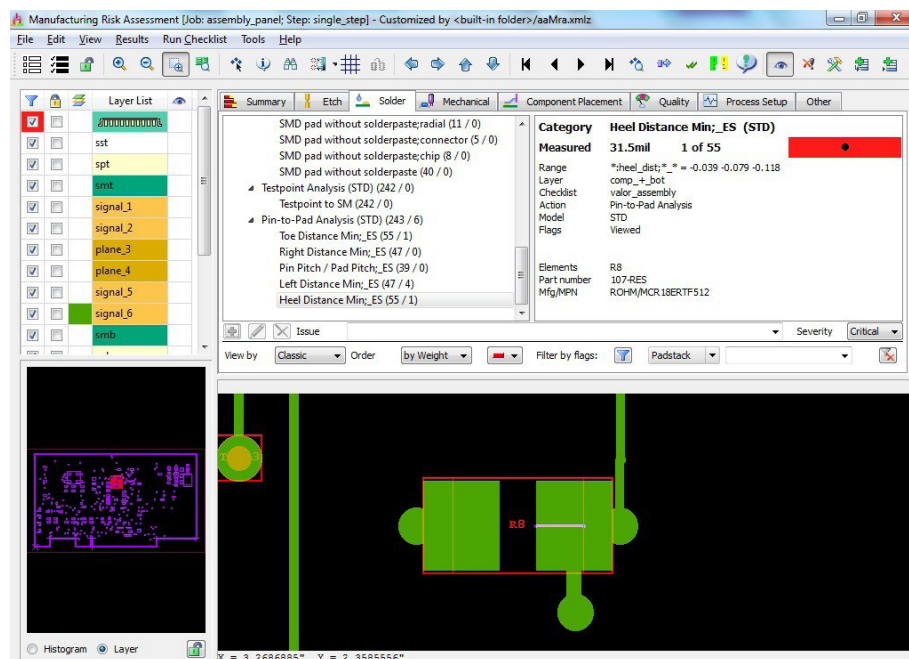 Manufacturing Risk Assessment [Job: assembly_panel; Step: single_step] - Customized by <built-in folder>/aaMra.xmlz
File Edit View Results Run Checklist Tools Help
Layer List
sst
spt
smt
signal_1
signal_2
plane_3
plane_4
signal_5
signal_6
smb
Summary Etch Solder Mechanical Component Placement Quality Process Setup Other
SMD pad without solderpaste;radial (11 / 0)
SMD pad without solderpaste;connector (5 / 0)
SMD pad without solderpaste;chip (8 / 0)
SMD pad without solderpaste (40 / 0)
Testpoint Analysis (STD) (242 / 0)
Testpoint to SM (242 / 0)
Pin-to-Pad Analysis (STD) (243 / 6)
Toe Distance Min;_ES (55 / 1)
Right Distance Min;_ES (47 / 0)
Pin Pitch / Pad Pitch;_ES (39 / 0)
Left Distance Min;_ES (47 / 4)
Heel Distance Min;_ES (55 / 1)
Category Heel Distance Min;_ES (STD)
Measured 31.5mil 1 of 55
Range *;heel_dist;*_* = -0.039 -0.079 -0.118
Layer comp_+_bot
Checklist valor_assembly
Action Pin-to-Pad Analysis
Model STD
Flags Viewed
Elements R8
Part number 107-RES
Mfg/MPN ROHM/MCR18ERTF512
Issue Severity Critical
View by Classic Order by Weight Filter by flags: Padstack
R8
Histogram Layer
X = 3.2686885" Y = 2.3585556"